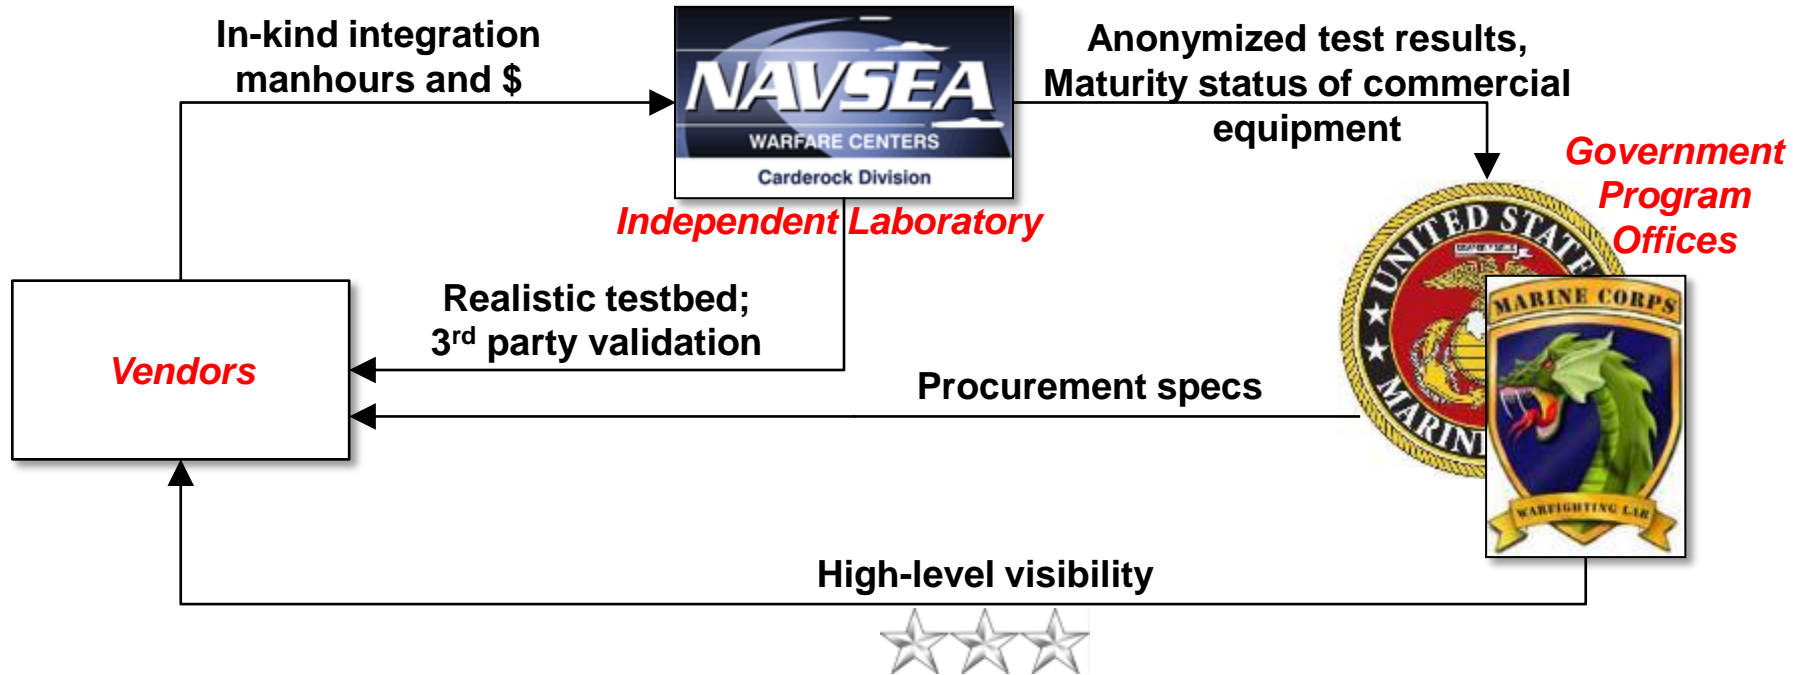 In-kind integration
manhours and $
NAVSEA
WARFARE CENTERS
Carderock Division
Independent Laboratory
Anonymized test results,
Maturity status of commercial
equipment
Government
Program
Offices
Realistic testbed;
3rd party validation
Vendors
Procurement specs
UNITED STATE
MARIN
MARINE CORPS
WARFIGHTING LAB
High-level visibility